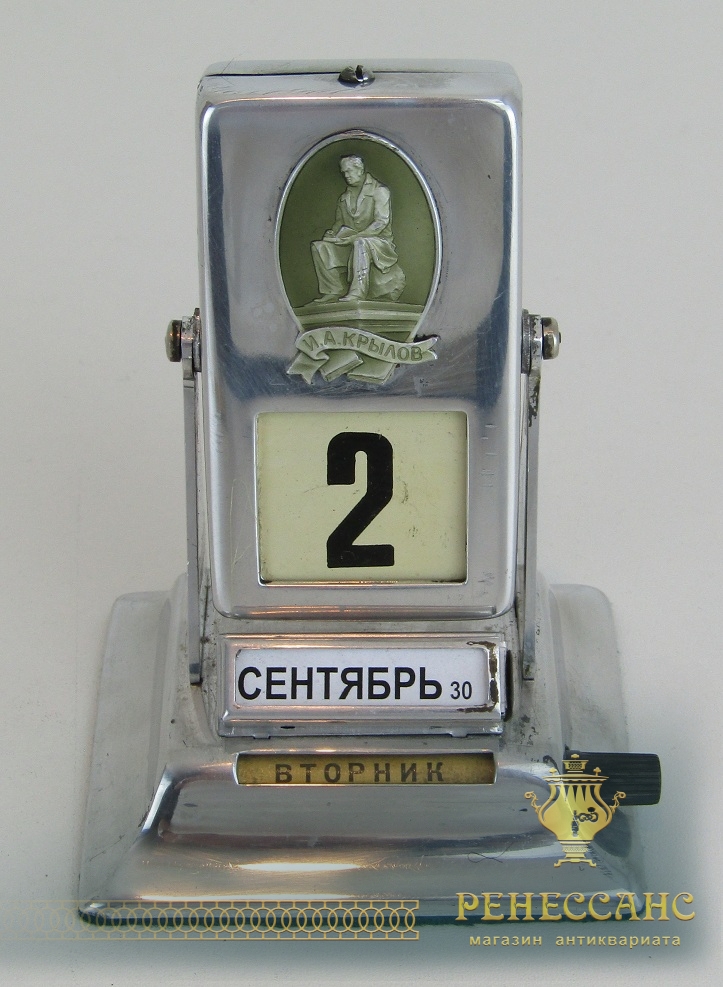 И.А.КРЫЛОВ
2
СЕНТЯБРЬ 30
ВТОРНИК
РЕНЕССАНС
магазин антиквариата